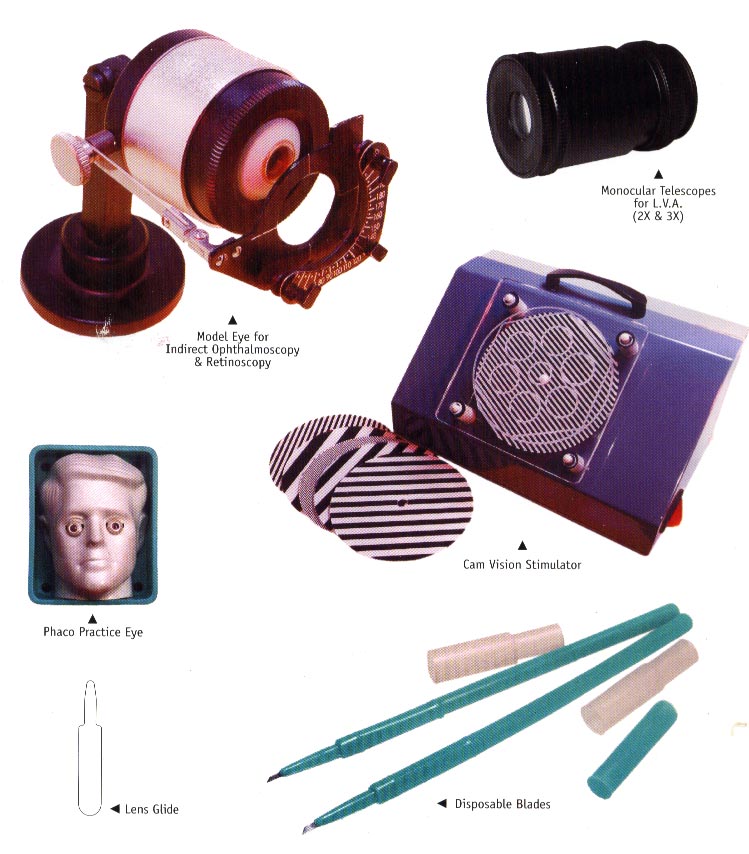 Monocular Telescopes
for L.V.A.
(2X & 3X)
Model Eye for
Indirect Ophthalmoscopy
& Retinoscopy
Cam Vision Stimulator
Phaco Practice Eye
Lens Glide
Disposable Blades